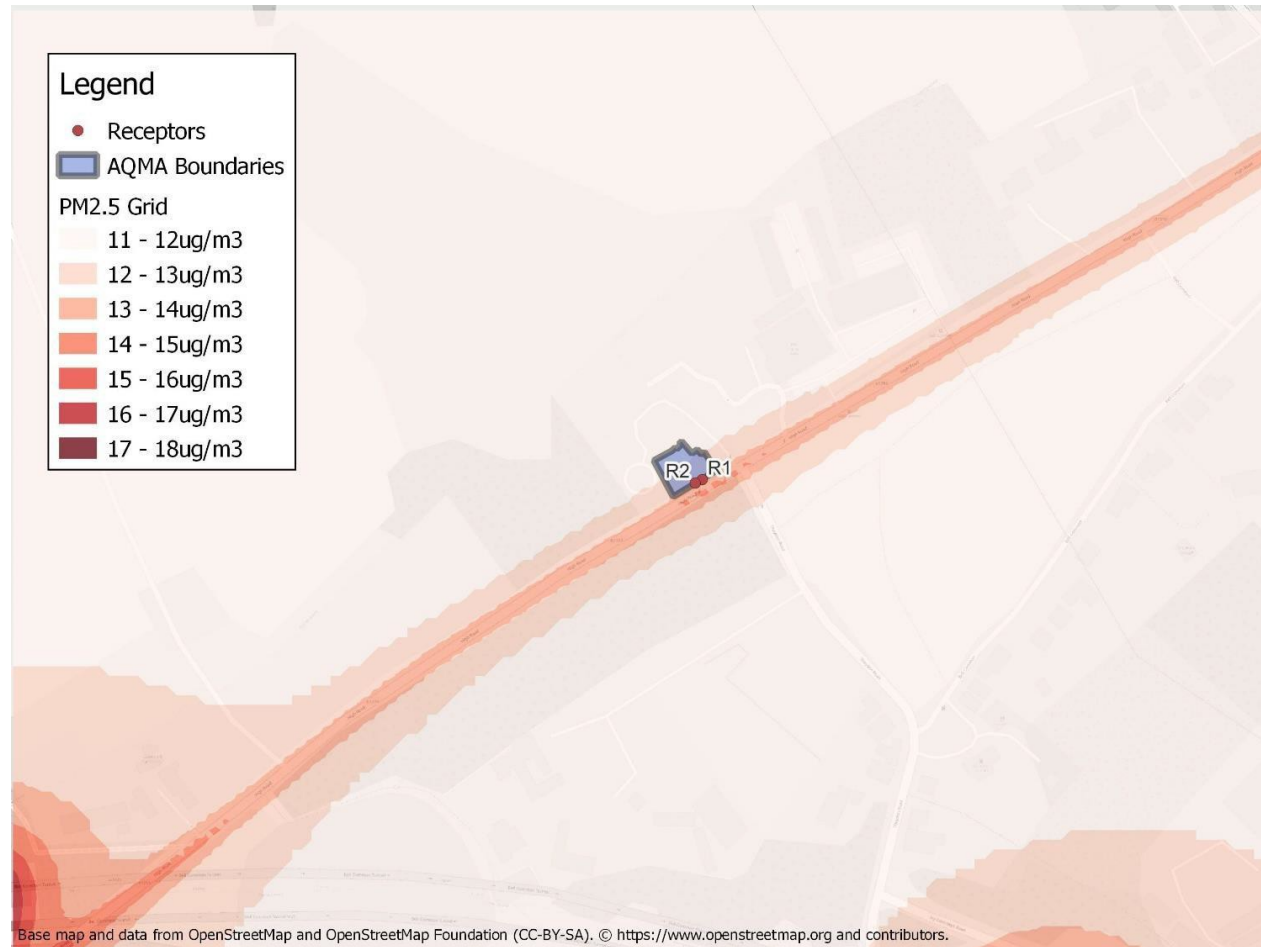 Legend
Receptors
AQMA Boundaries
PM2.5 Grid
11 - 12ug/m3
12 - 13ug/m3
13 - 14ug/m3
14 - 15ug/m3
15 - 16ug/m3
16 - 17ug/m3
17 - 18ug/m3
R2 R1
Base map and data from OpenStreetMap and OpenStreetMap Foundation (CC-BY-SA). © https://www.openstreetmap.org and contributors.